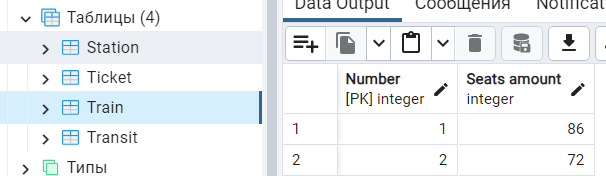 Таблицы (4)
Station
Ticket
Train
Transit
Типы
Data Output Сообщения Notificat
Number
[PK] integer
Seats amount
integer
1 1 86
2 2 72